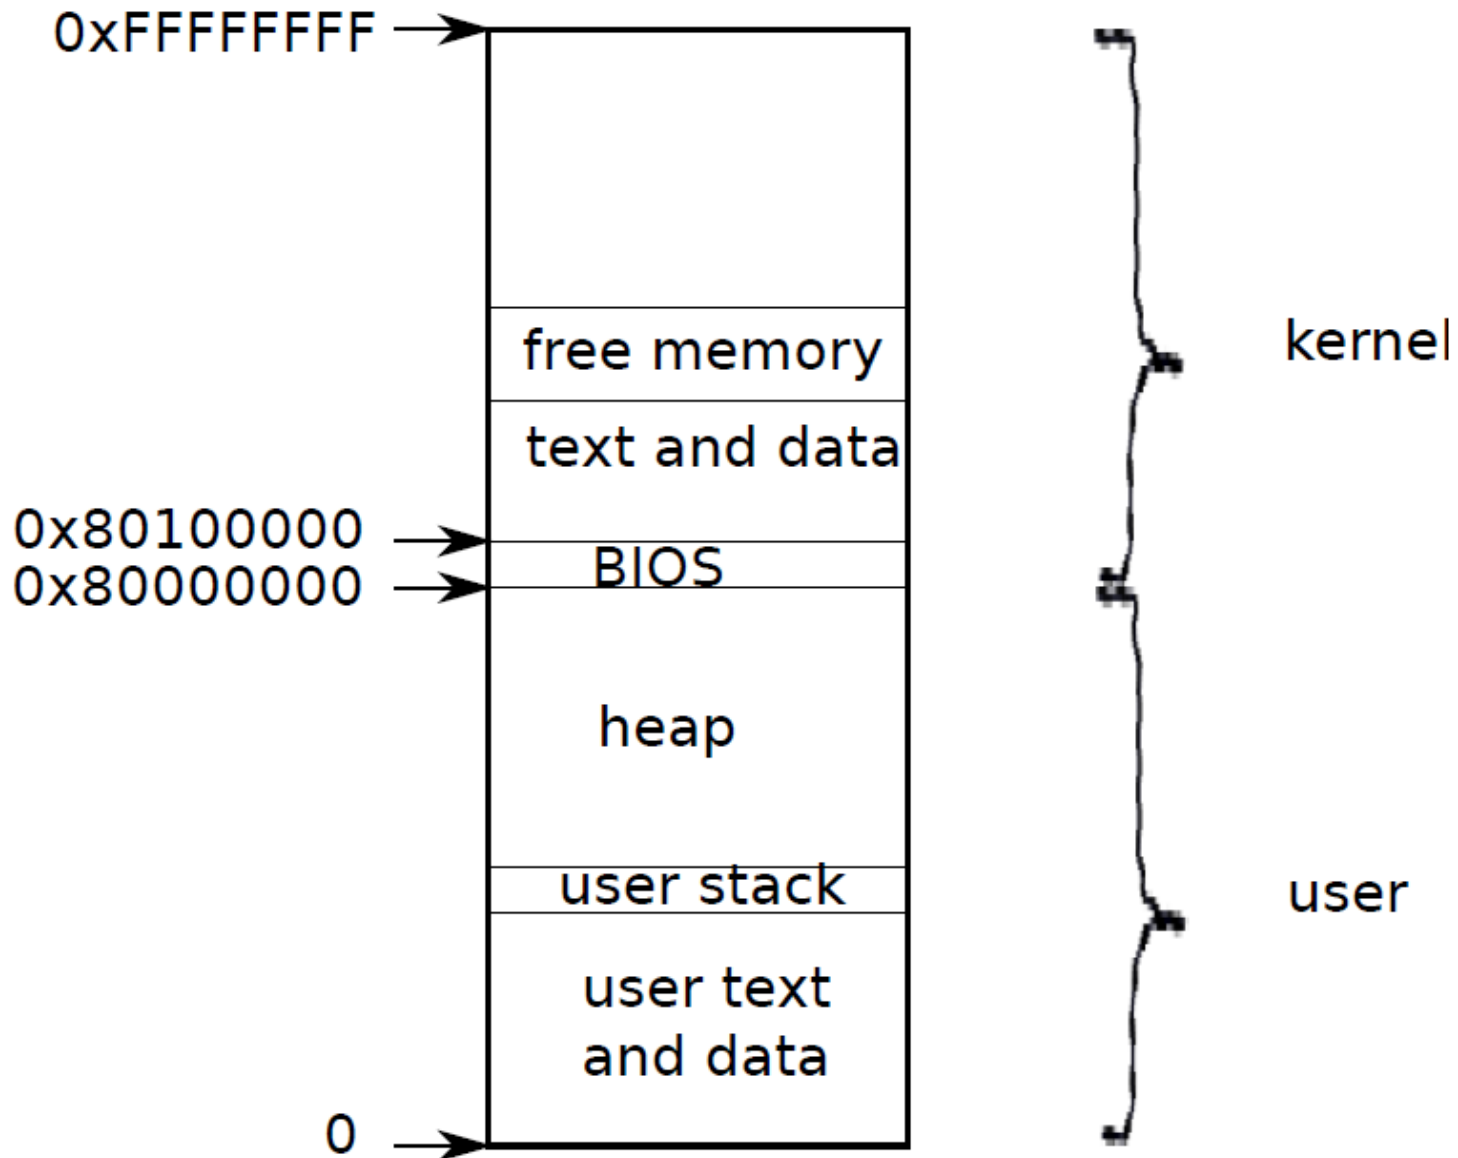 0xFFFFFFFF
free memory
kernel
text and data
0x80100000
BIOS
0x80000000
heap
user stack
user
user text
and data
0